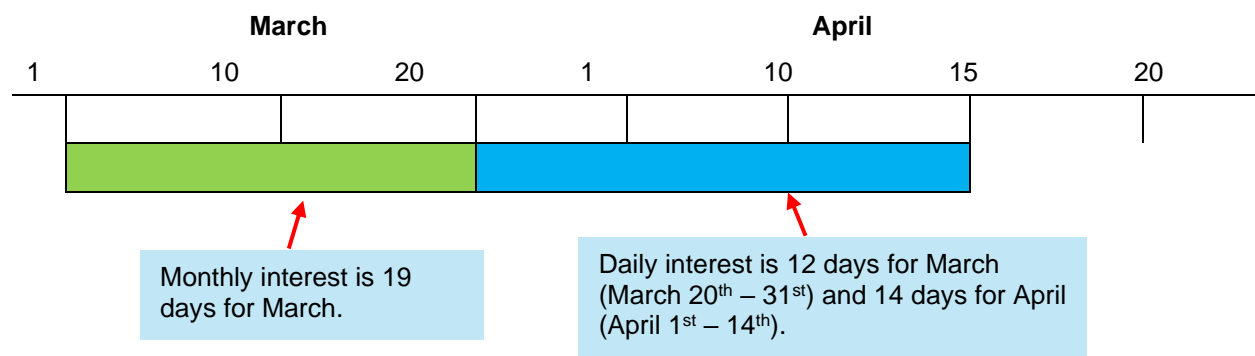 March April
1 10 20 1 10 15 20
Monthly interest is 19
days for March.
Daily interest is 12 days for March
(March 20th – 31st) and 14 days for April
(April 1st – 14th).